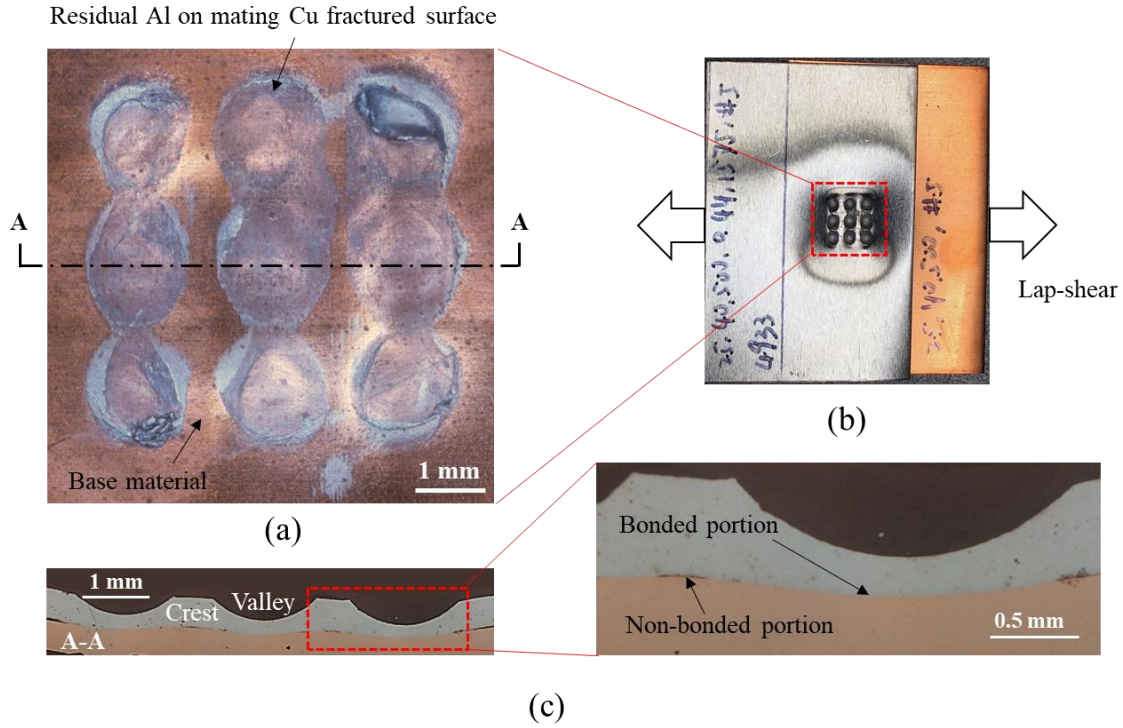 Residual Al on mating Cu fractured surface
A
A
Base material
1 mm
(a)
4933
Lap-shear
(b)
1 mm
Crest
Valley
A-A
Bonded portion
Non-bonded portion
0.5 mm
(c)